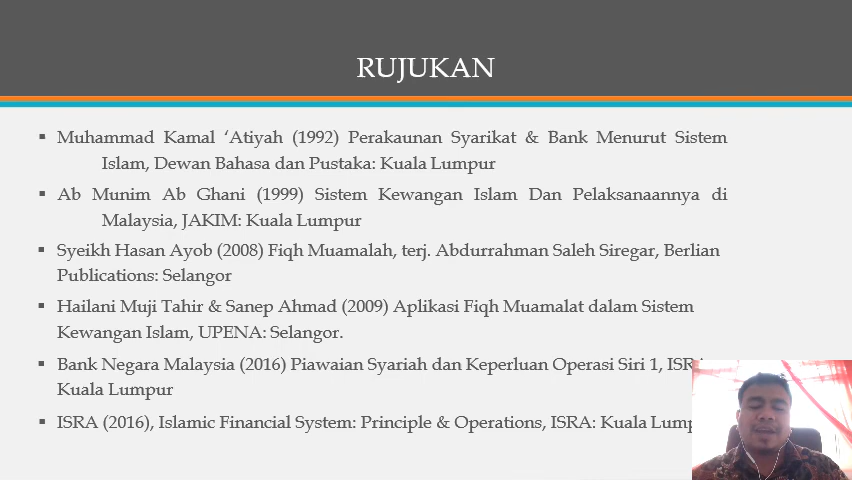 RUJUKAN
▪ Muhammad Kamal ‘Atiyah (1992) Perakaunan Syarikat & Bank Menurut Sistem
Islam, Dewan Bahasa dan Pustaka: Kuala Lumpur
▪ Ab Munim Ab Ghani (1999) Sistem Kewangan Islam Dan Pelaksanaannya di
Malaysia, JAKIM: Kuala Lumpur
▪ Syeikh Hasan Ayob (2008) Fiqh Muamalah, terj. Abdurrahman Saleh Siregar, Berlian
Publications: Selangor
▪ Hailani Muji Tahir & Sanep Ahmad (2009) Aplikasi Fiqh Muamalat dalam Sistem
Kewangan Islam, UPENA: Selangor.
▪ Bank Negara Malaysia (2016) Piawaian Syariah dan Keperluan Operasi Siri 1,
Kuala Lumpur
▪ ISRA (2016), Islamic Financial System: Principle & Operations, ISRA: Kuala